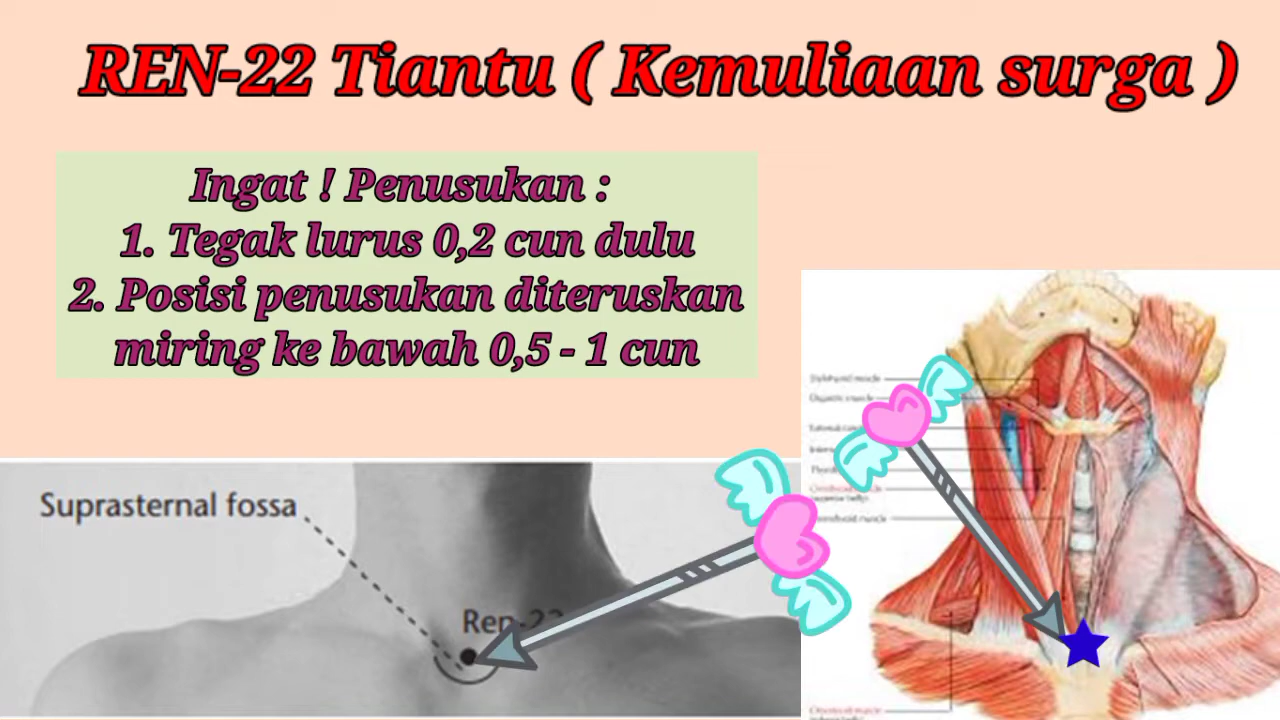 REN-22 Tiantu ( Kemuliaan surga )
Ingat ! Penusukan :
1. Tegak lurus 0,2 cun dulu
2. Posisi penusukan diteruskan
miring ke bawah 0,5 - 1 cun
Suprasternal fossa
Ren-22